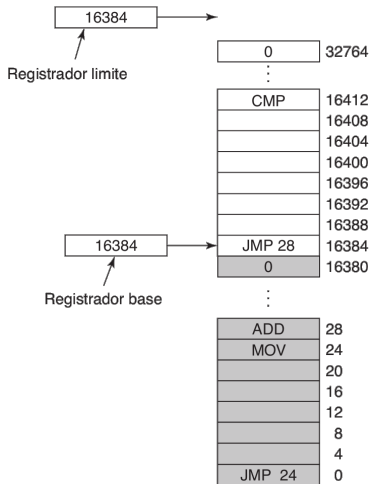 16384
Registrador limite
0 32764
⋮
CMP 16412
16408
16404
16400
16396
16392
16388
16384 JMP 28 16384
0 16380
Registrador base
⋮
ADD 28
MOV 24
20
16
12
8
4
JMP 24 0